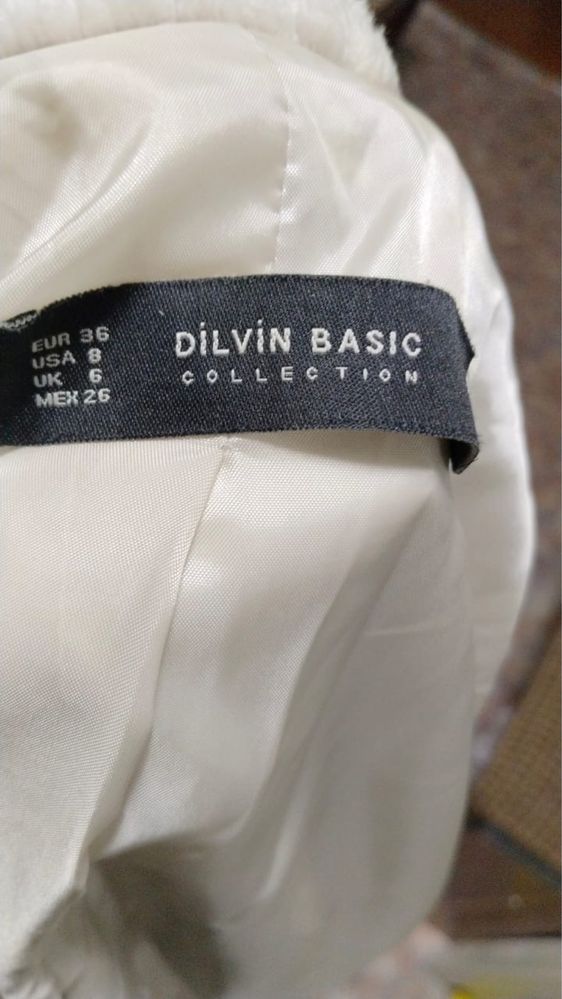 EUR 36
USA 8
UK 6
MEX 26
DİLVİN BASIC
COLLECTION